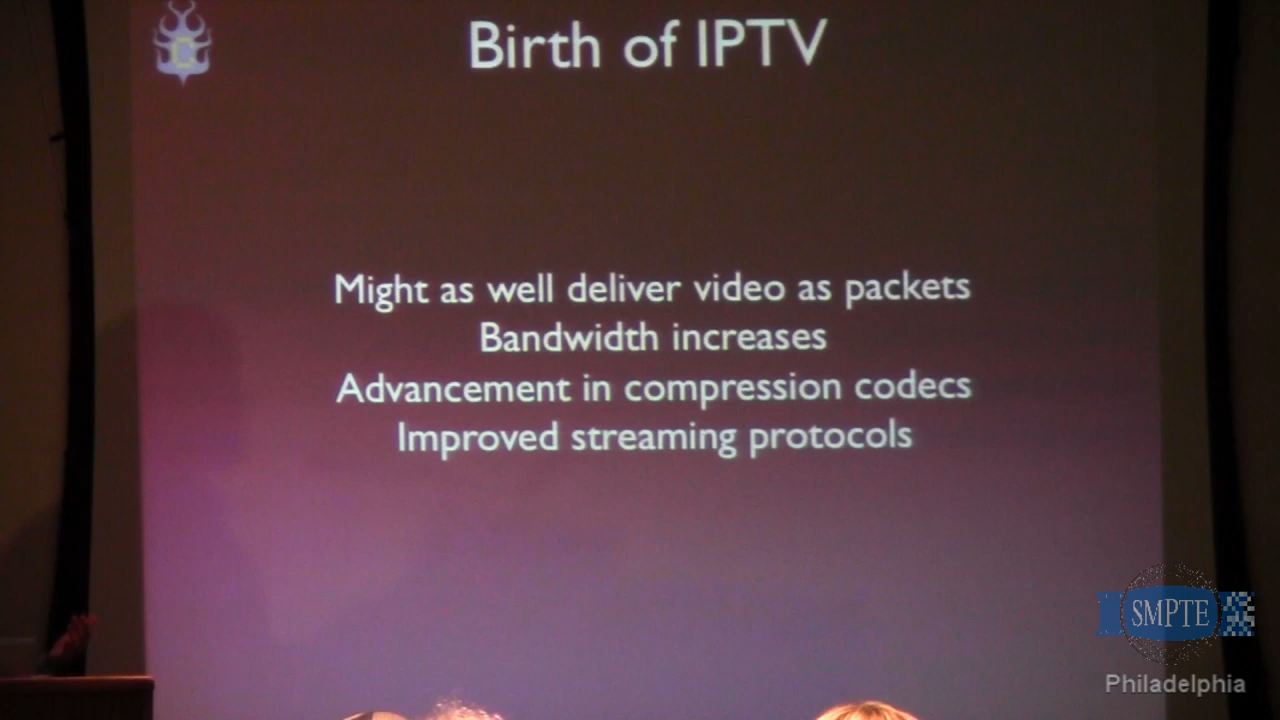 Birth of IPTV
Might as well deliver video as packets
Bandwidth increases
Advancement in compression codecs
Improved streaming protocols
SMPTE
Philadelphia